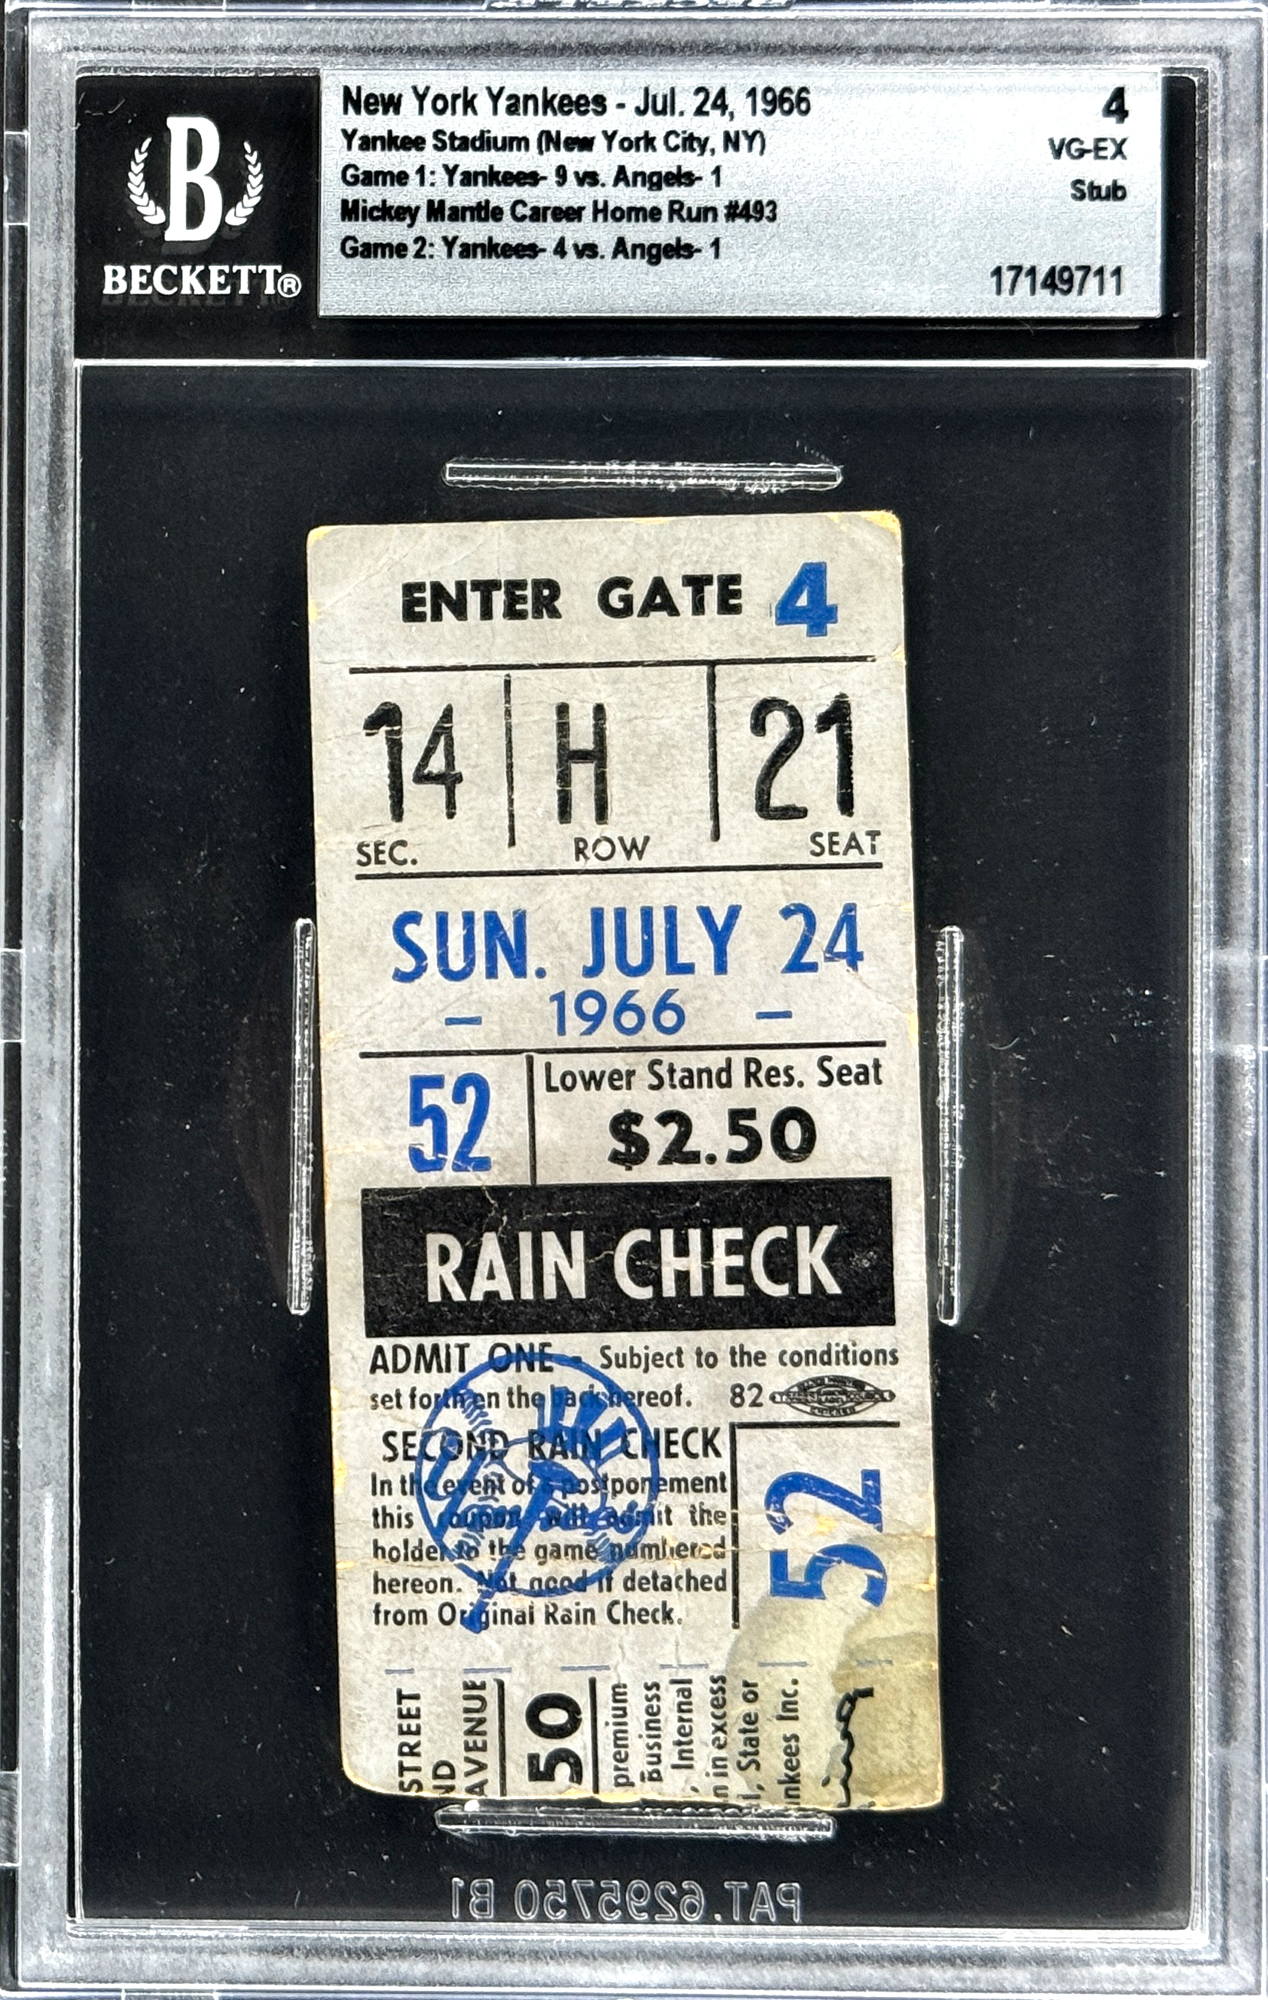 B
BECKETT®
New York Yankees - Jul. 24, 1966
Yankee Stadium (New York City, NY)
Game 1: Yankees- 9 vs. Angels- 1
Mickey Mantle Career Home Run #493
Game 2: Yankees- 4 vs. Angels- 1
4
VG-EX
Stub
17149711
ENTER GATE 4
14 H 21
SEC. ROW SEAT
SUN. JULY 24
- 1966 -
52 Lower Stand Res. Seat
$2.50
RAIN CHECK
ADMIT ONE - Subject to the conditions
set forth on the back hereof. 82
SECOND RAIN CHECK
In the event of a postponement
this coupon will admit the
holder to the game numbered
hereon. Not good if detached
from Original Rain Check.
52
STREET
ND
AVENUE
50
premium
Business
, Internal
n in excess
l, State or
nkees Inc.
PAT. 6295750 B1